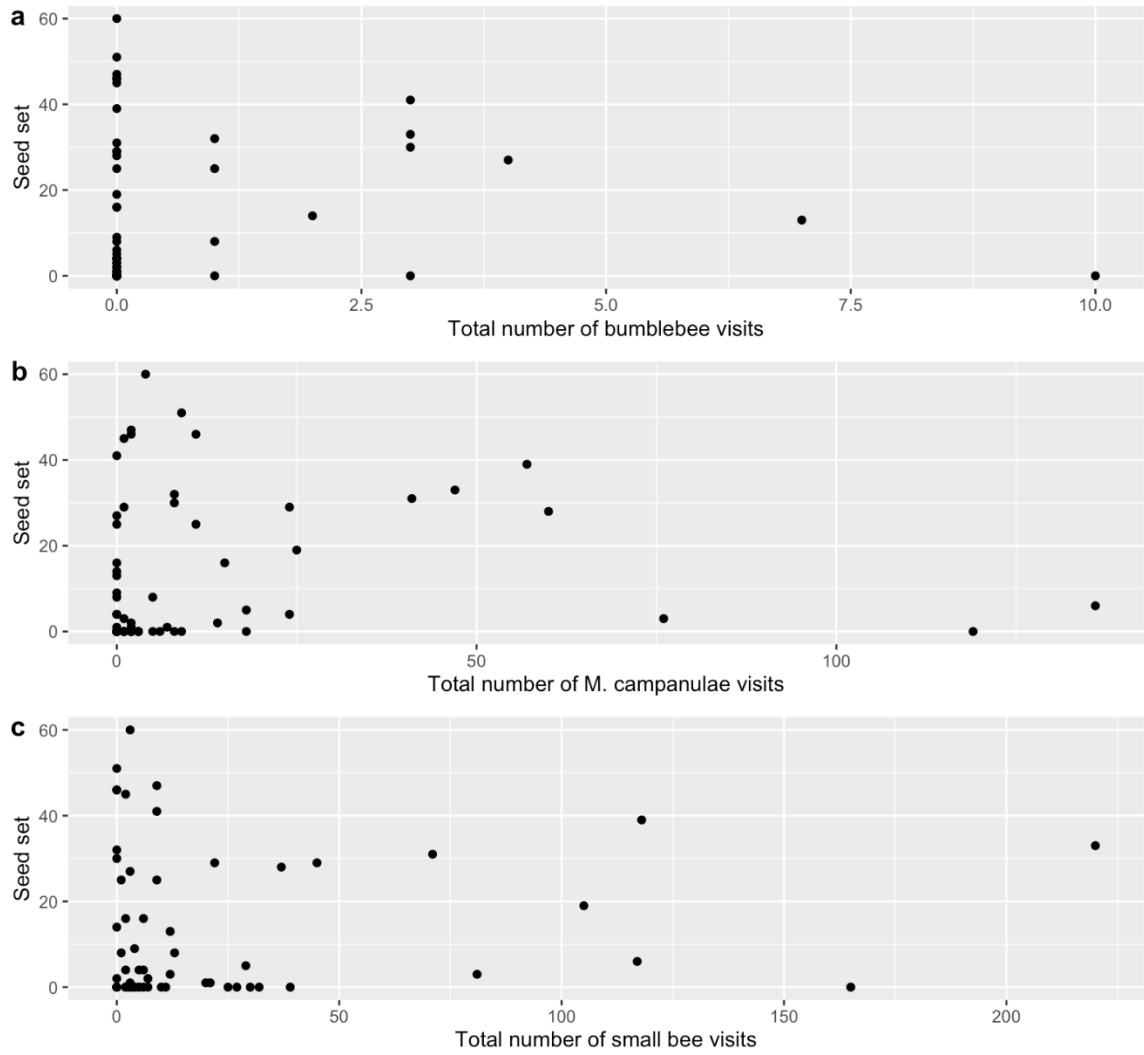 a
60
40
20
0
Seed set
0.0 2.5 5.0 7.5 10.0
Total number of bumblebee visits
b
60
40
20
0
Seed set
0 50 100
Total number of M. campanulae visits
c
60
40
20
0
Seed set
0 50 100 150 200
Total number of small bee visits